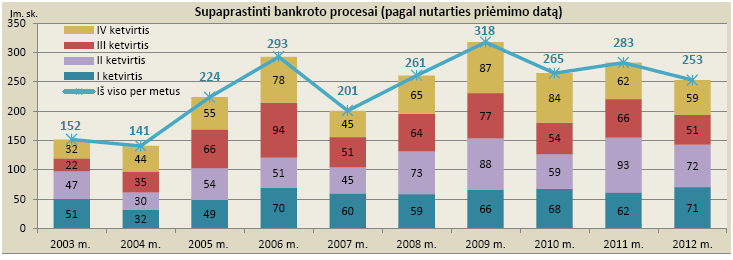 Supaprastinti bankroto procesai (pagal nutarties priėmimo datą)
Įm. sk.
350
300
250
200
150
100
50
0
IV ketvirtis
III ketvirtis
II ketvirtis
I ketvirtis
Iš viso per metus
152 141 224 293 201 261 318 265 283 253
32 44 55 78 45 65 87 84 62 59
22 35 66 94 51 64 77 54 66 51
47 30 54 51 45 73 88 59 93 72
51 32 49 70 60 59 66 68 62 71
2003 m. 2004 m. 2005 m. 2006 m. 2007 m. 2008 m. 2009 m. 2010 m. 2011 m. 2012 m.